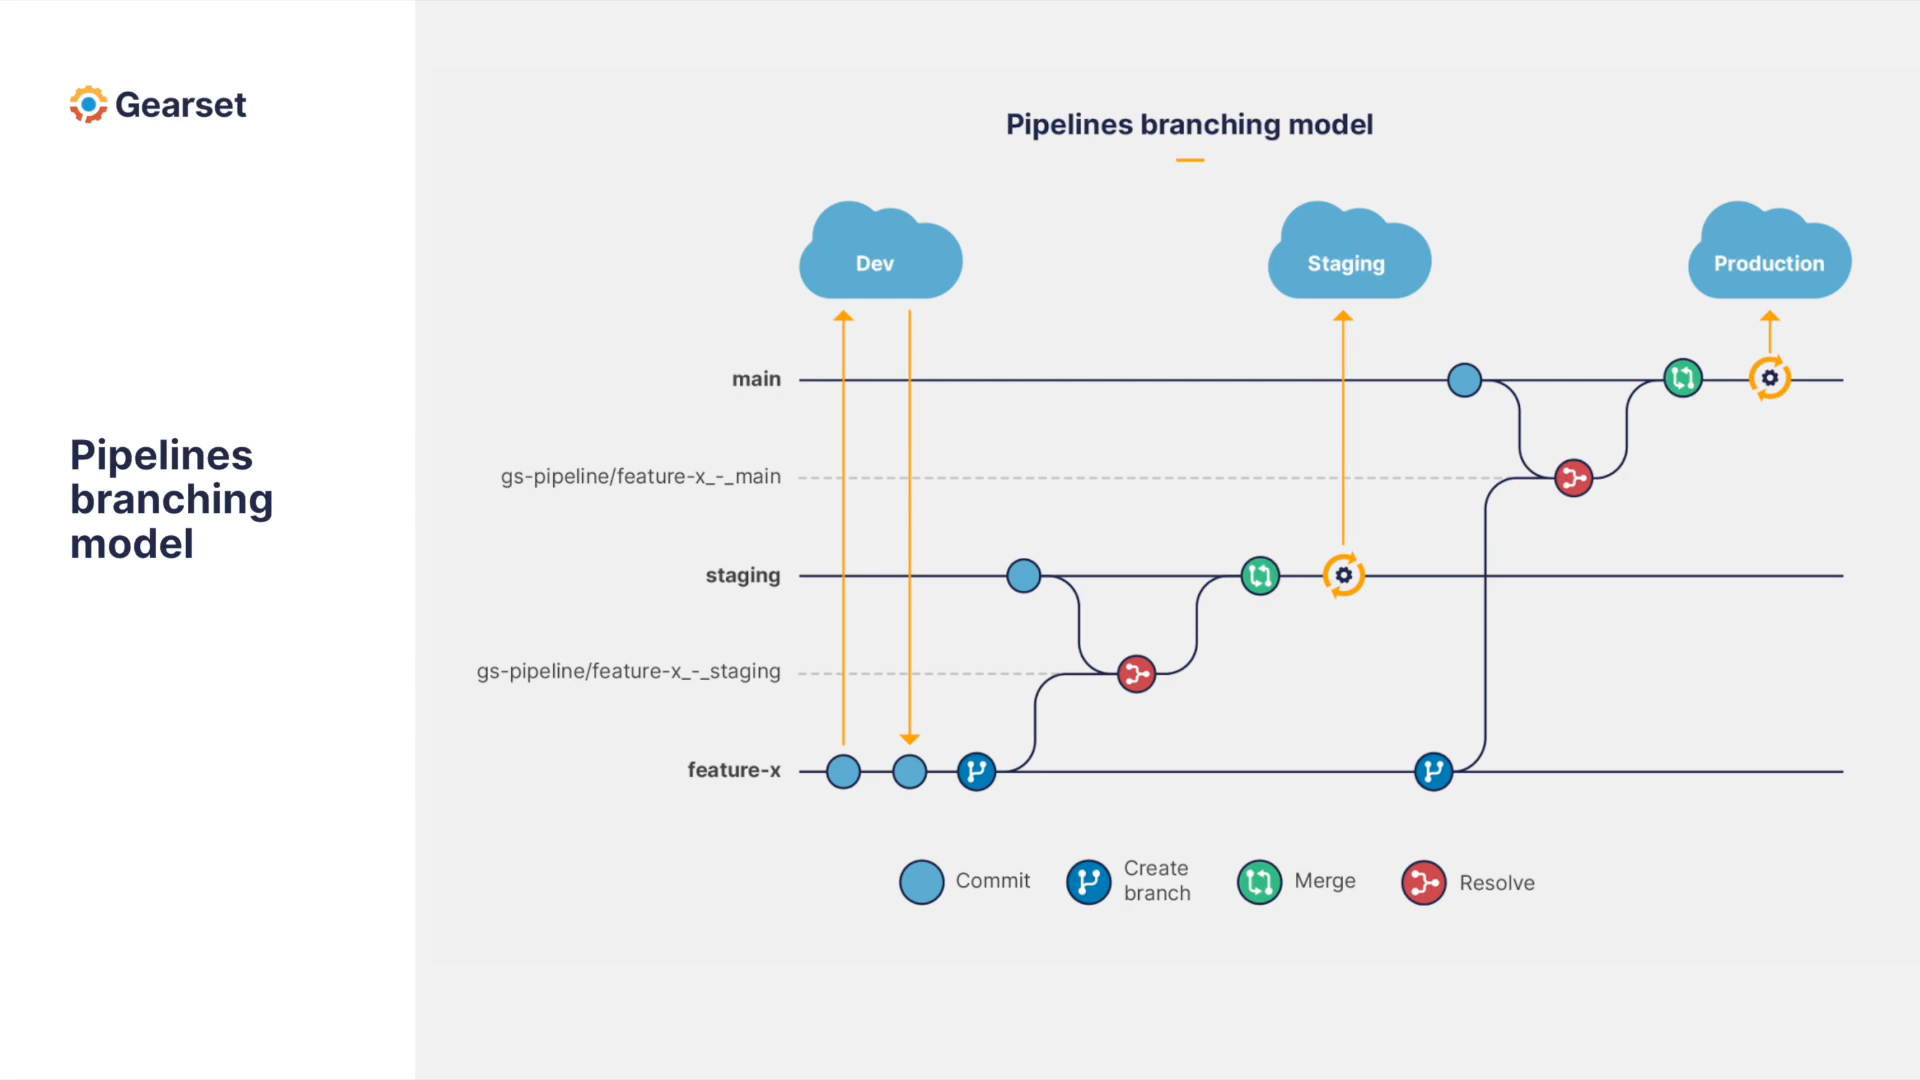 Gearset
Pipelines
branching
model
Pipelines branching model
Dev
Staging
Production
main
gs-pipeline/feature-x_-_main
staging
gs-pipeline/feature-x_-_staging
feature-x
Commit
Create
branch
Merge
Resolve